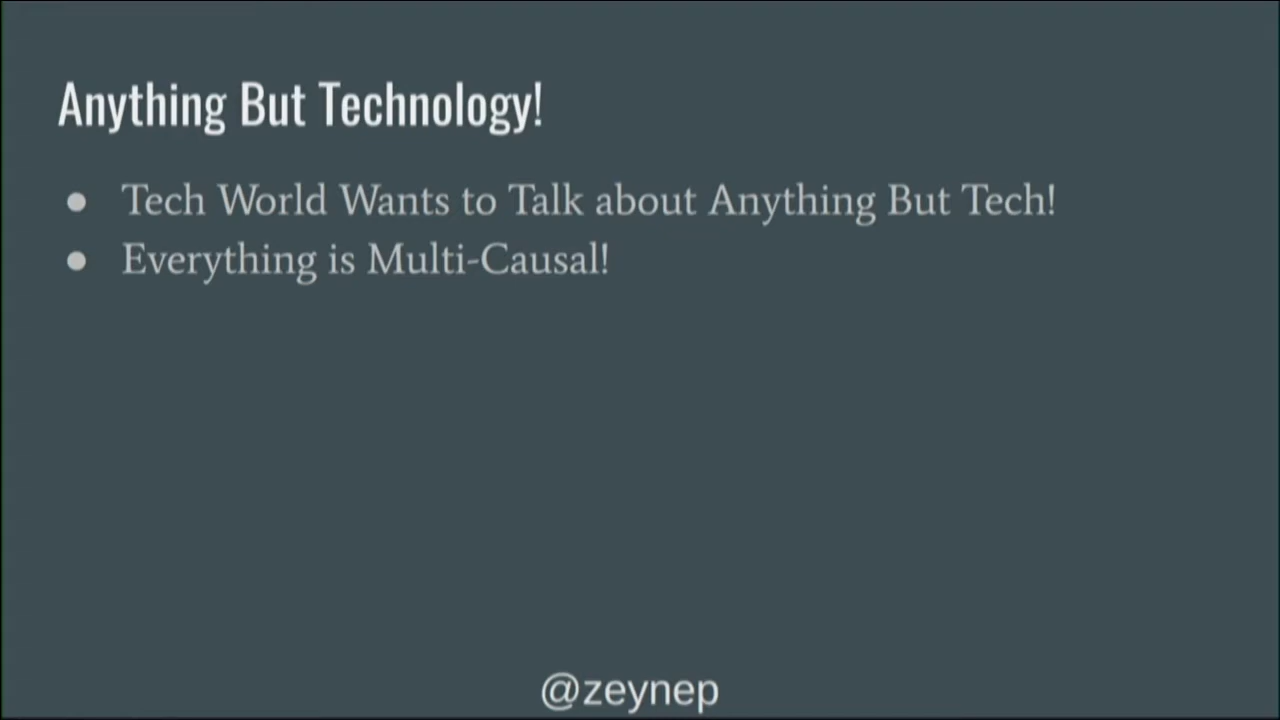 Anything But Technology!
● Tech World Wants to Talk about Anything But Tech!
● Everything is Multi-Causal!
@zeynep